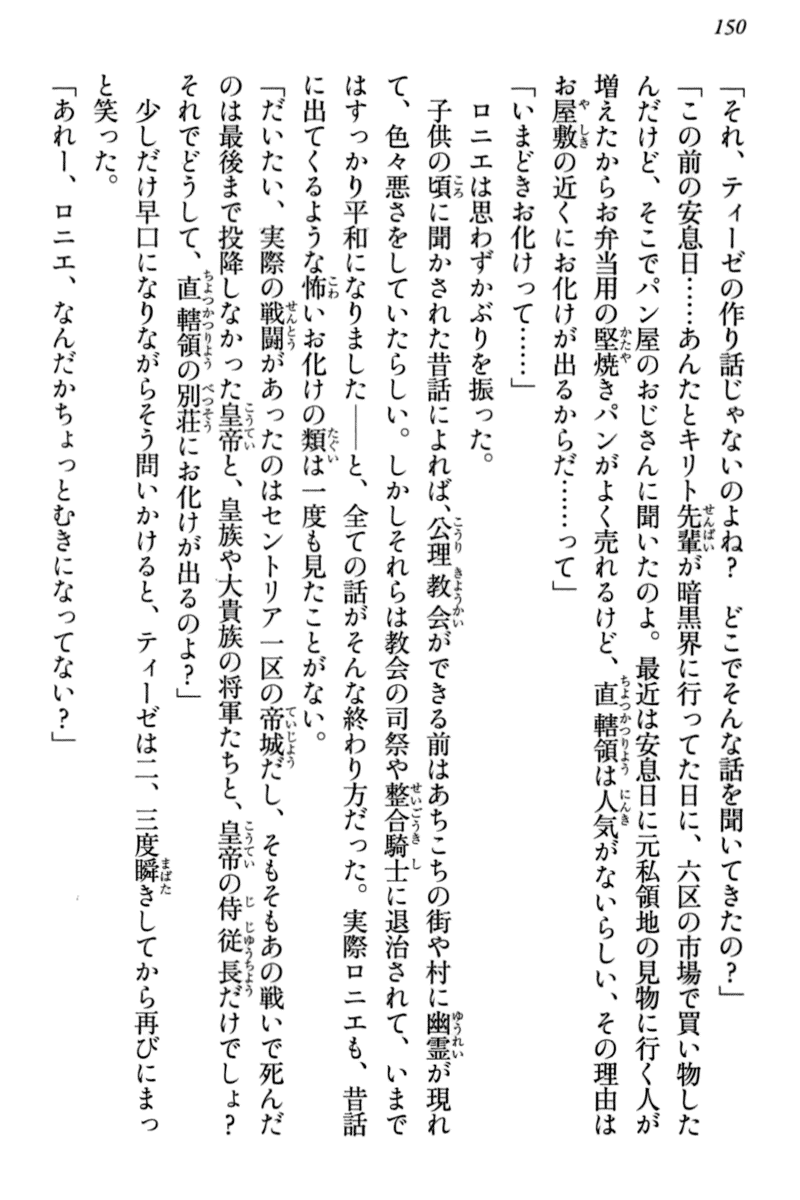 150
「それ、ティーゼの作り話じゃないのよね?　どこでそんな話を聞いてきたの?」
「この前の安息日……あんたとキリト先輩が暗黒界に行ってた日に、六区の市場で買い物した
んだけど、そこでパン屋のおじさんに聞いたのよ。最近は安息日に元私領地の見物に行く人が
増えたからお弁当用の堅焼きパンがよく売れるけど、直轄領は人気がないらしい、その理由は
お屋敷の近くにお化けが出るからだ……って」
「いまどきお化けって……」
　ロニエは思わずかぶりを振った。
　子供の頃に聞かされた昔話によれば、公理教会ができる前はあちこちの街や村に幽霊が現れ
て、色々悪さをしていたらしい。しかしそれらは教会の司祭や整合騎士に退治されて、いまで
はすっかり平和になりました――と、全ての話がそんな終わり方だった。実際ロニエも、昔話
に出てくるような怖いお化けの類は一度も見たことがない。
「だいたい、実際の戦闘があったのはセントリア一区の帝城だし、そもそもあの戦いで死んだ
のは最後まで投降しなかった皇帝と、皇族や大貴族の将軍たちと、皇帝の侍従長だけでしょ?
それでどうして、直轄領の別荘にお化けが出るのよ?」
　少しだけ早口になりながらそう問いかけると、ティーゼは二、三度瞬きしてから再びにまっ
と笑った。
「あれー、ロニエ、なんだかちょっとむきになってない?」